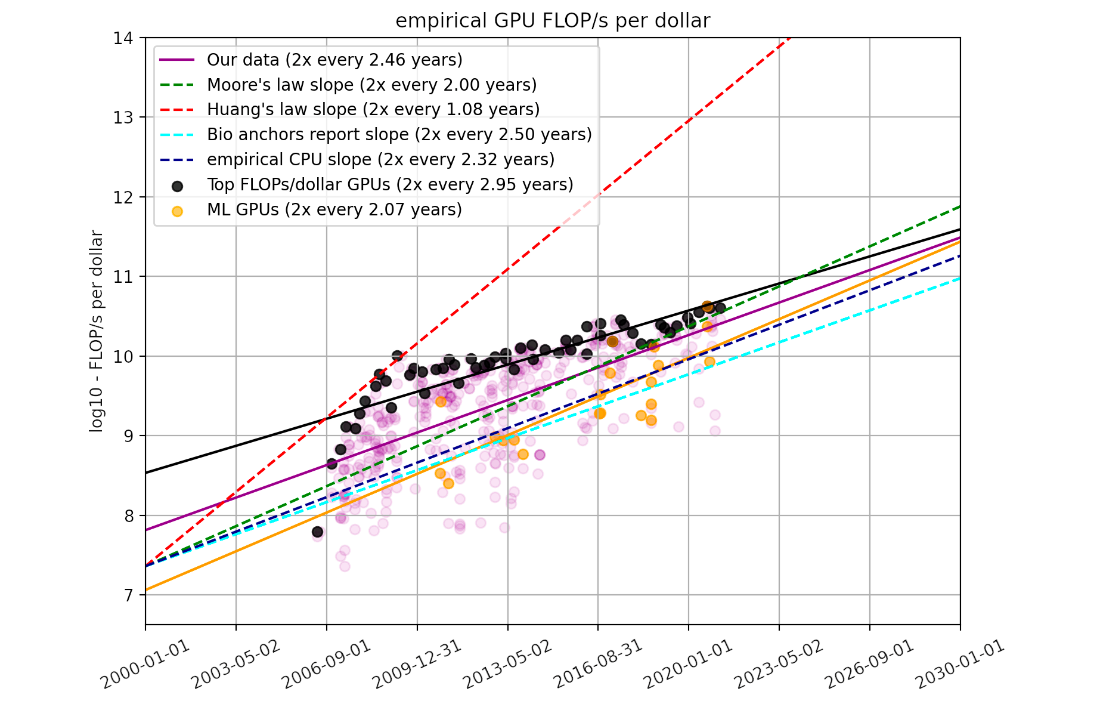 empirical GPU FLOP/s per dollar
Our data (2x every 2.46 years)
Moore's law slope (2x every 2.00 years)
Huang's law slope (2x every 1.08 years)
Bio anchors report slope (2x every 2.50 years)
empirical CPU slope (2x every 2.32 years)
Top FLOPs/dollar GPUs (2x every 2.95 years)
ML GPUs (2x every 2.07 years)
log10 - FLOP/s per dollar
14
13
12
11
10
9
8
7
2000-01-01
2003-05-02
2006-09-01
2009-12-31
2013-05-02
2016-08-31
2020-01-01
2023-05-02
2026-09-01
2030-01-01